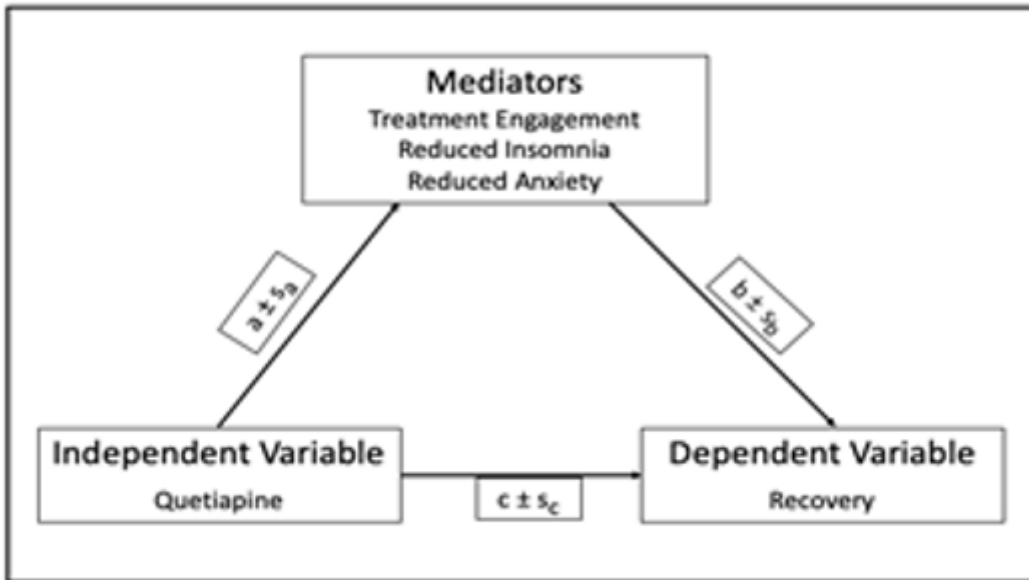 Mediators
Treatment Engagement
Reduced Insomnia
Reduced Anxiety
a ± sa
b ± sb
Independent Variable
Quetiapine
c ± sc
Dependent Variable
Recovery